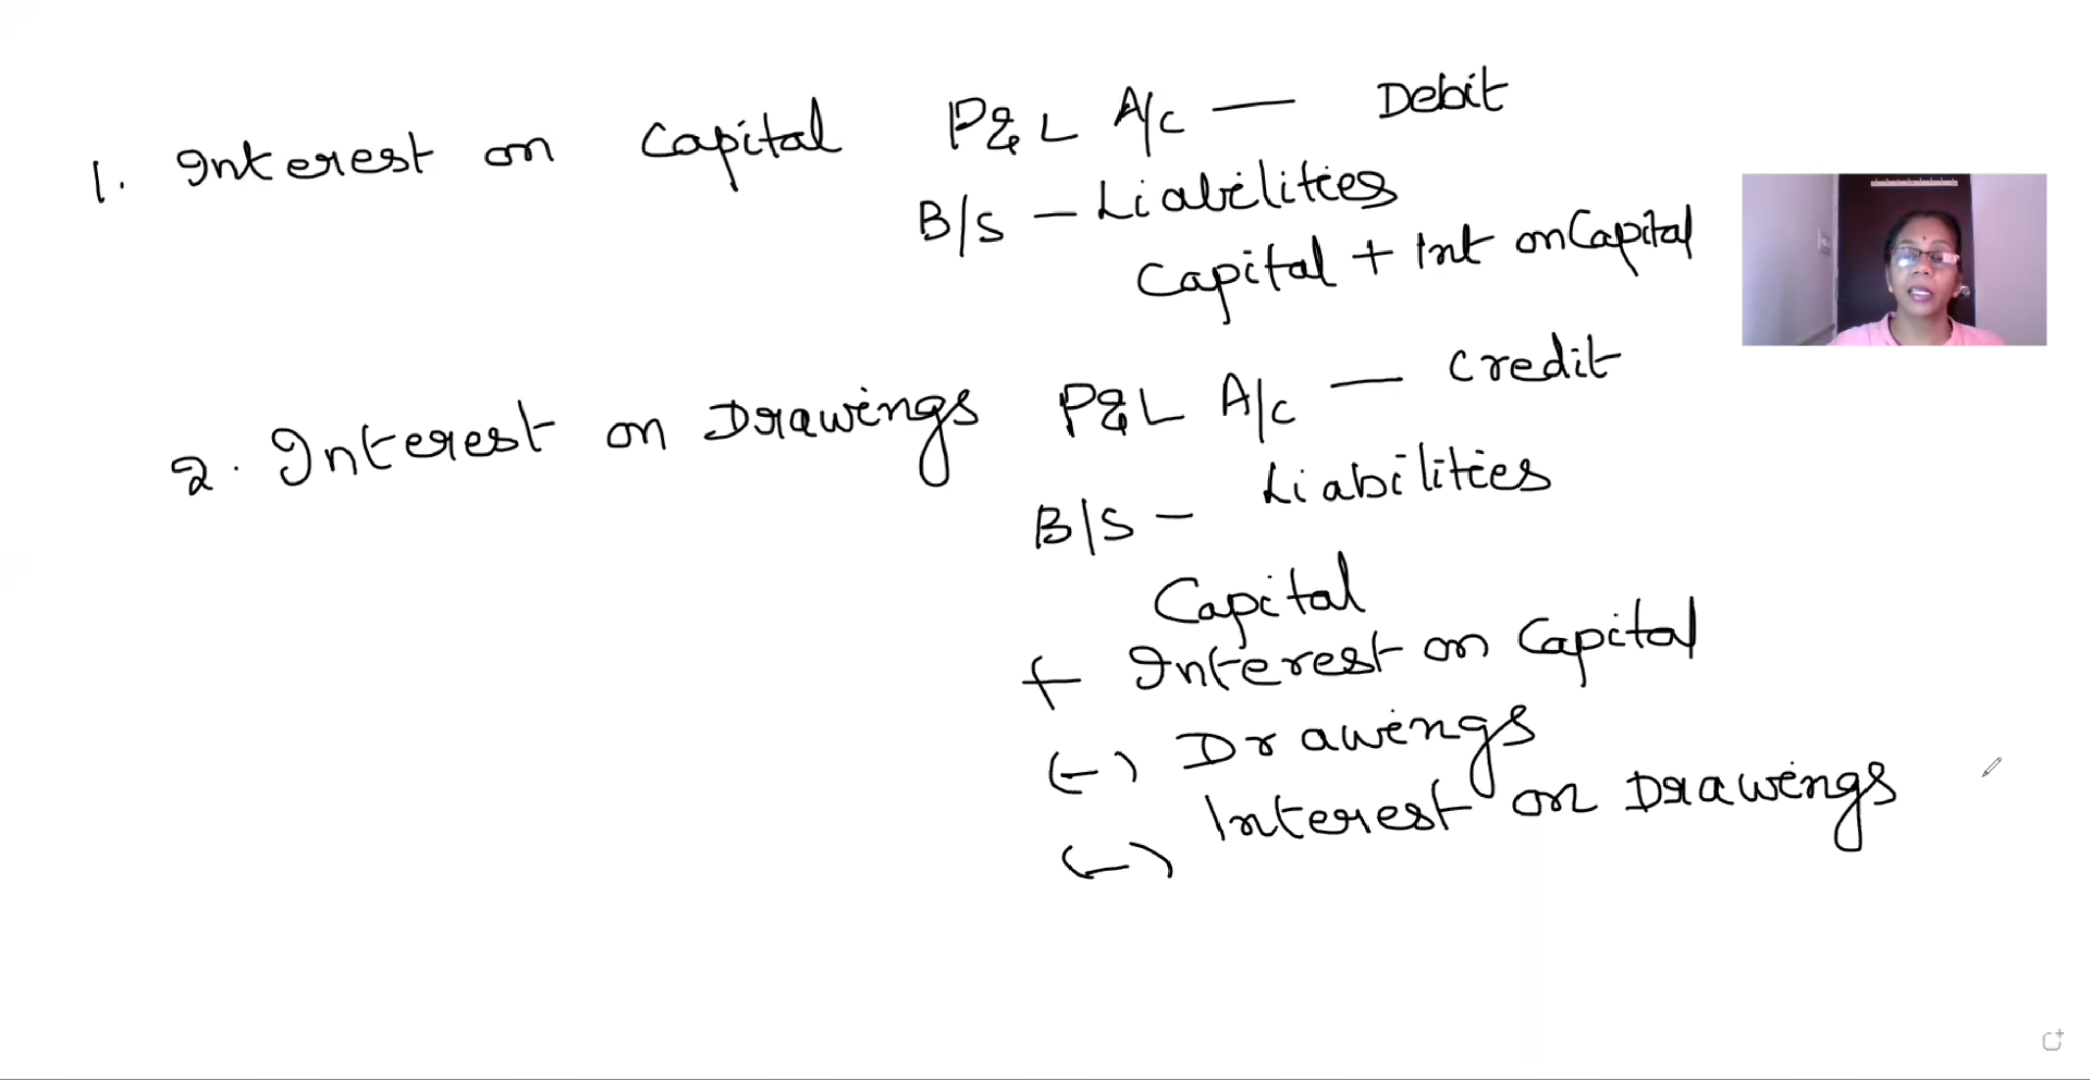 1. Interest on Capital P&L A/c — Debit
B/S — Liabilities
Capital + Int on Capital
2. Interest on Drawings P&L A/c — Credit
B/S — Liabilities
Capital
+ Interest on Capital
(-) Drawings
(-) Interest on Drawings